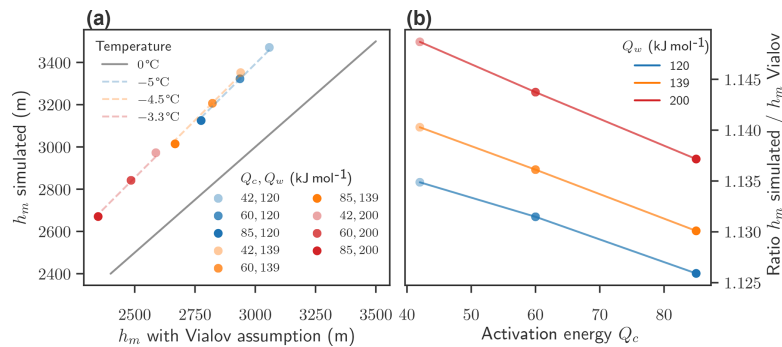 (a)
Temperature
0°C
−5°C
−4.5°C
−3.3°C
Q_c, Q_w (kJ mol⁻¹)
42, 120
60, 120
85, 120
42, 139
60, 139
85, 139
42, 200
60, 200
85, 200
3400
3200
3000
2800
2600
2400
h_m simulated (m)
2500
2750
3000
3250
3500
h_m with Vialov assumption (m)
(b)
Q_w (kJ mol⁻¹)
120
139
200
1.145
1.140
1.135
1.130
1.125
Ratio h_m simulated / h_m Vialov
40
50
60
70
80
Activation energy Q_c